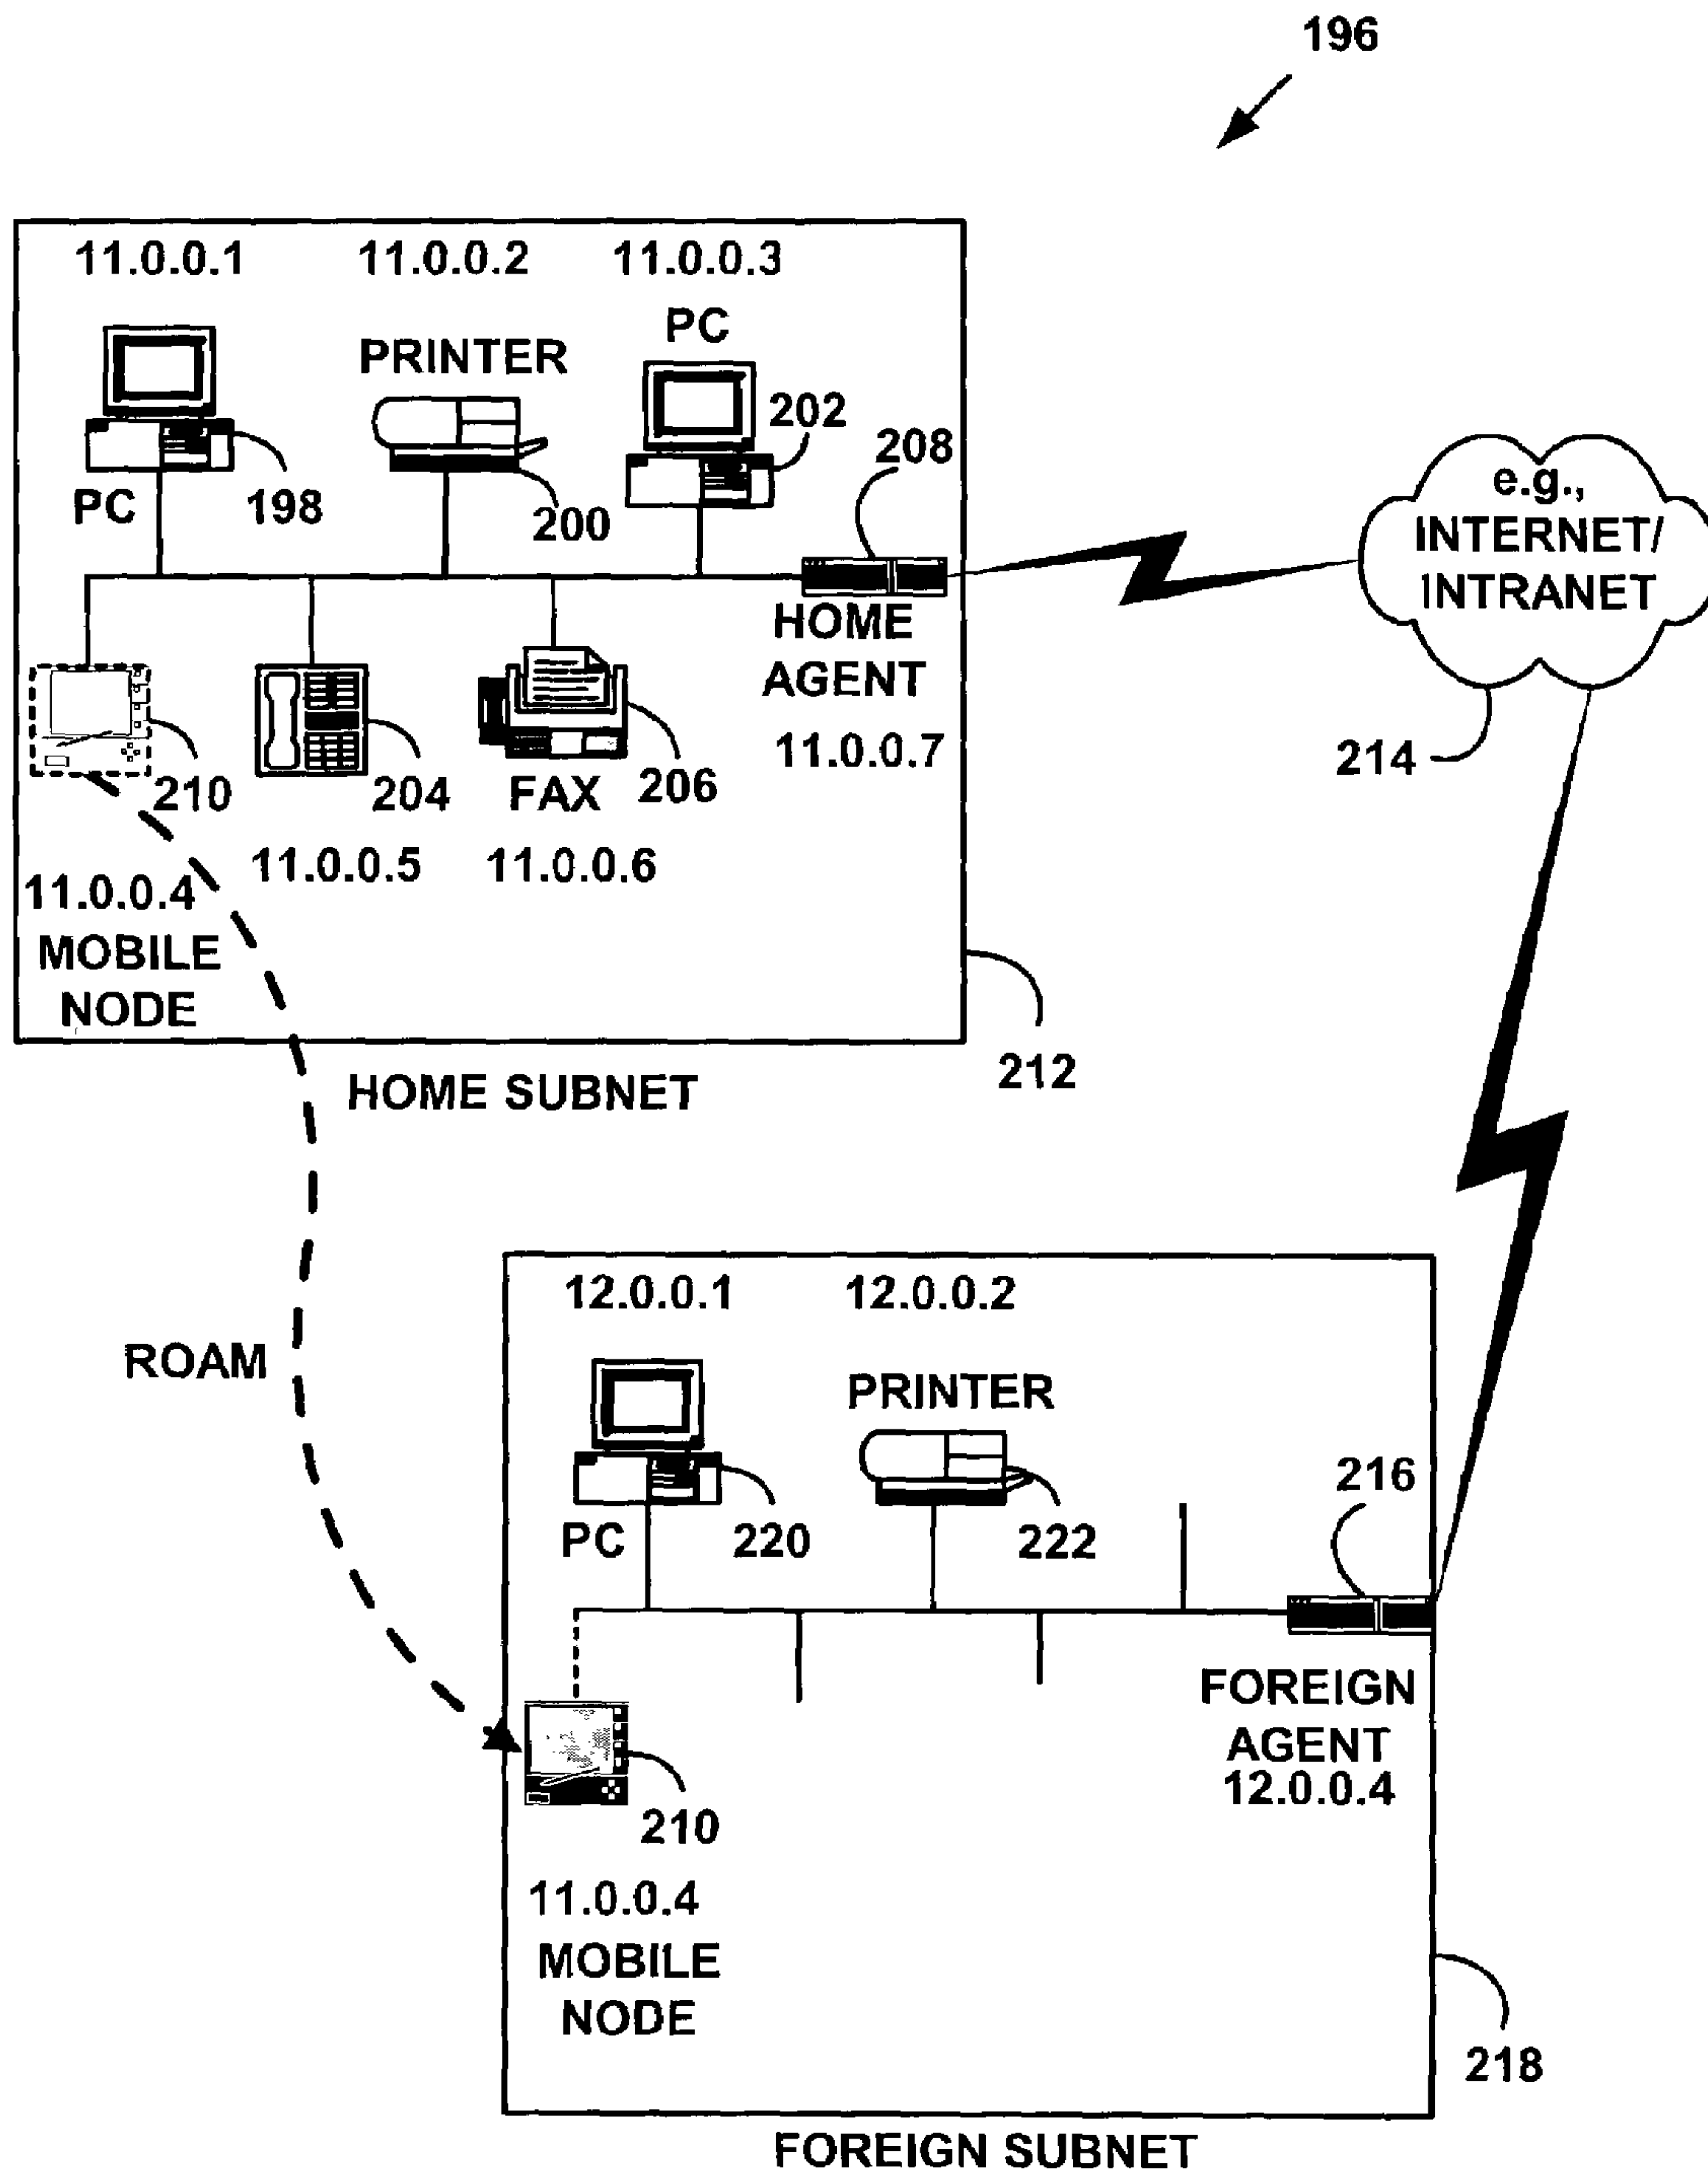 196
11.0.0.1
11.0.0.2
11.0.0.3
PC
PRINTER
202
208
PC
198
200
e.g.,
INTERNET/
INTRANET
HOME
AGENT
11.0.0.7
214
210
204
FAX
206
11.0.0.4
11.0.0.5
11.0.0.6
MOBILE
NODE
212
HOME SUBNET
ROAM
12.0.0.1
12.0.0.2
PRINTER
216
PC
220
222
FOREIGN
AGENT
12.0.0.4
210
11.0.0.4
MOBILE
NODE
218
FOREIGN SUBNET